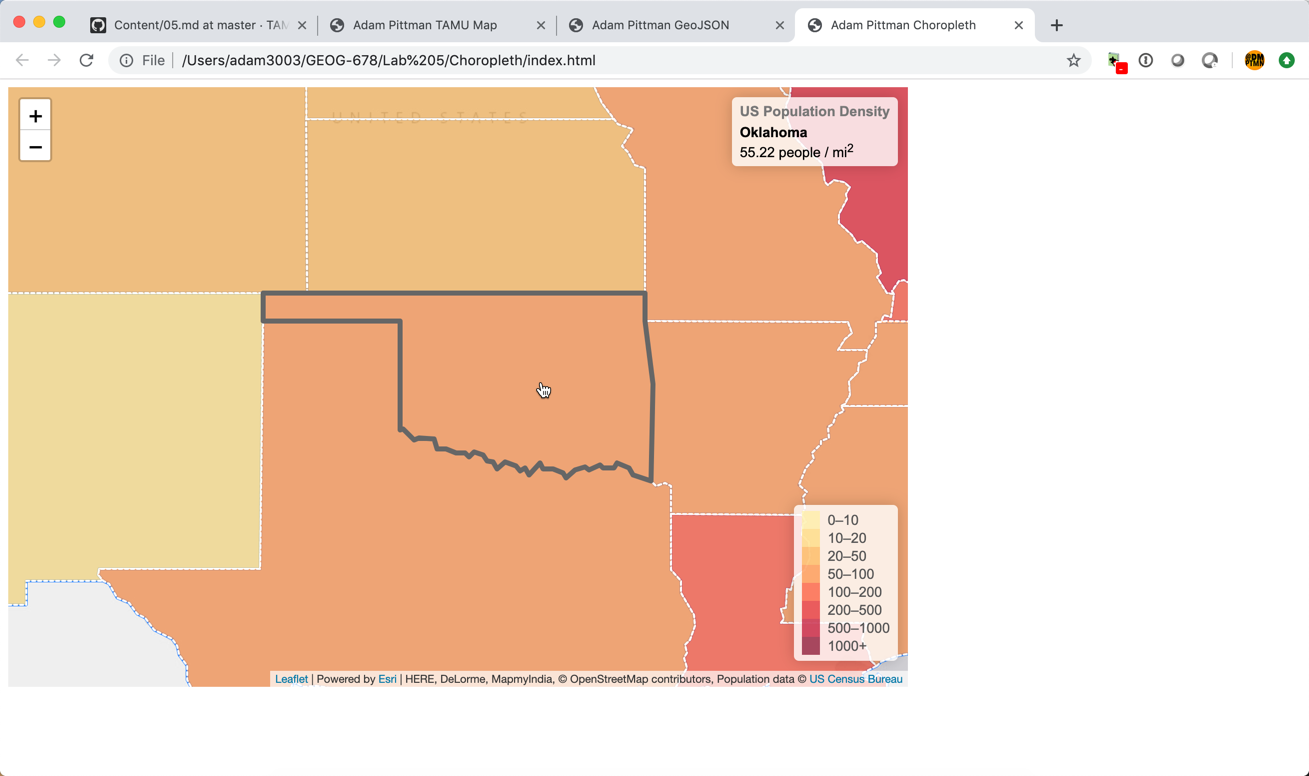 Content/05.md at master · TAM
Adam Pittman TAMU Map
Adam Pittman GeoJSON
Adam Pittman Choropleth
File
/Users/adam3003/GEOG-678/Lab%205/Choropleth/index.html
+
−
UNITED STATES
US Population Density
Oklahoma
55.22 people / mi2
0–10
10–20
20–50
50–100
100–200
200–500
500–1000
1000+
Leaflet | Powered by Esri | HERE, DeLorme, MapmyIndia, © OpenStreetMap contributors, Population data © US Census Bureau